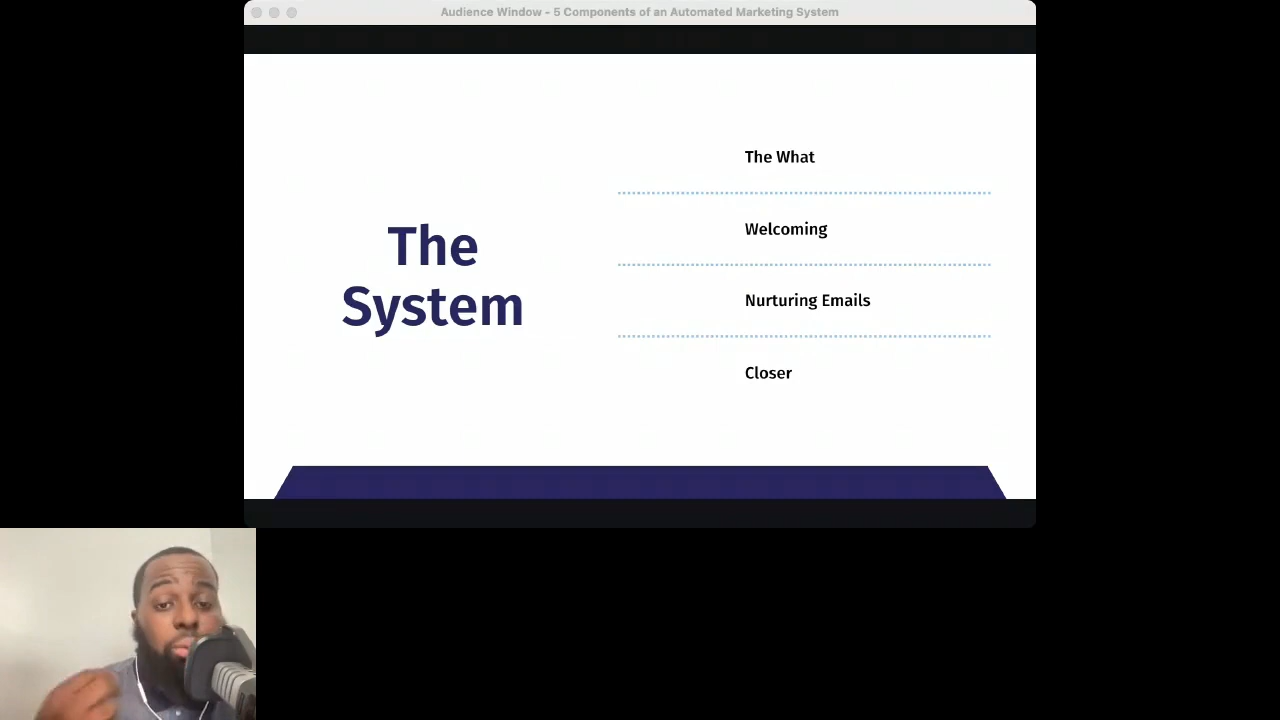 Audience Window - 5 Components of an Automated Marketing System
The
System
The What
Welcoming
Nurturing Emails
Closer